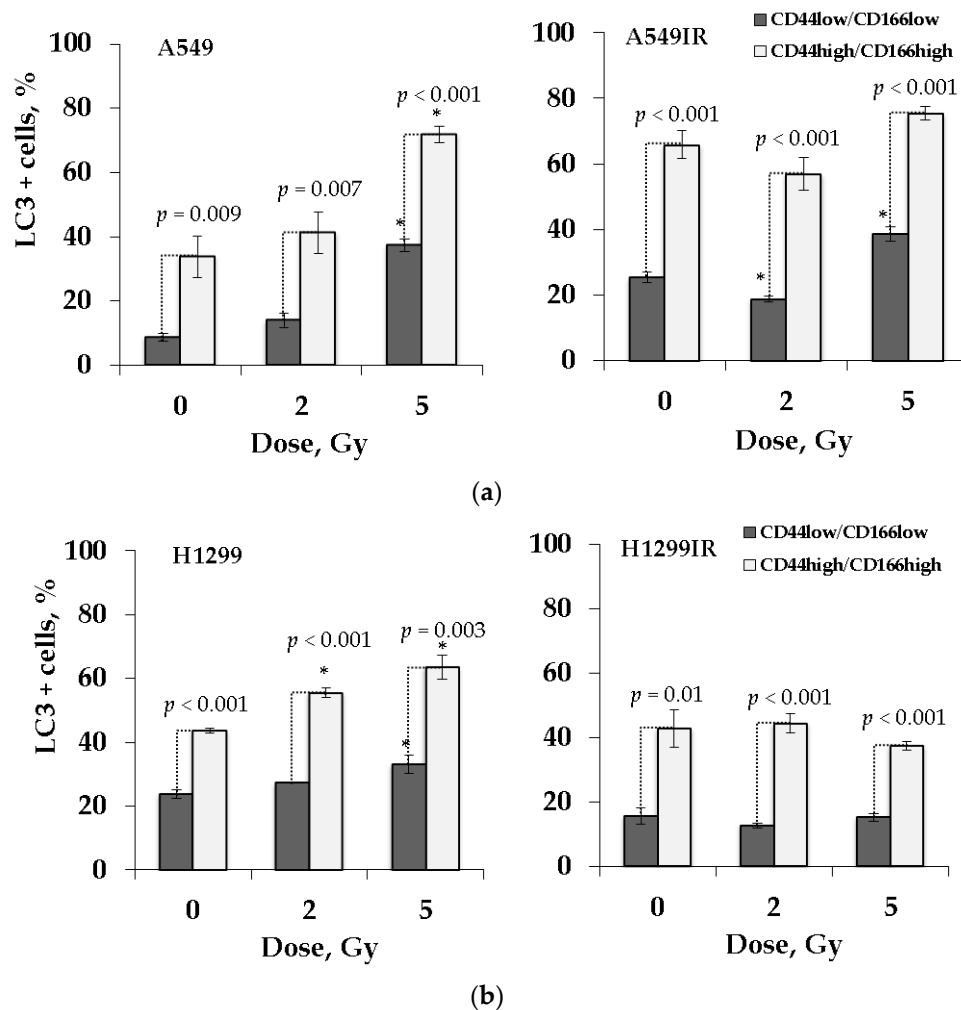 (a)
A549
LC3 + cells, %
100
80
60
40
20
0
p = 0.009
p = 0.007
p < 0.001
*
*
0 2 5
Dose, Gy
A549IR
CD44low/CD166low
CD44high/CD166high
100
80
60
40
20
0
p < 0.001
p < 0.001
p < 0.001
*
*
0 2 5
Dose, Gy
(a)
H1299
LC3 + cells, %
100
80
60
40
20
0
p < 0.001
p < 0.001
p = 0.003
*
*
*
0 2 5
Dose, Gy
H1299IR
CD44low/CD166low
CD44high/CD166high
100
80
60
40
20
0
p = 0.01
p < 0.001
p < 0.001
0 2 5
Dose, Gy
(b)